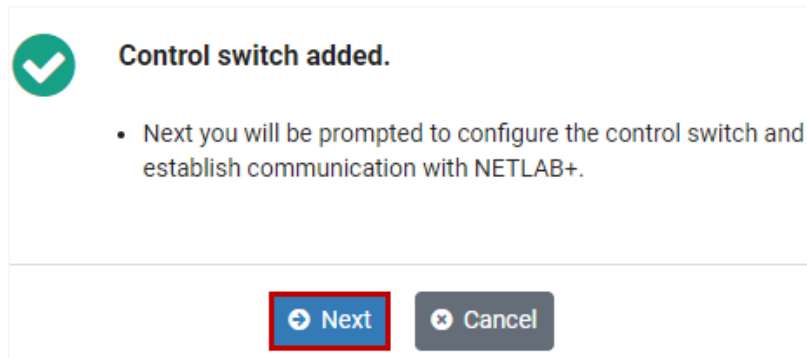 Control switch added.
• Next you will be prompted to configure the control switch and
establish communication with NETLAB+.
Next
Cancel